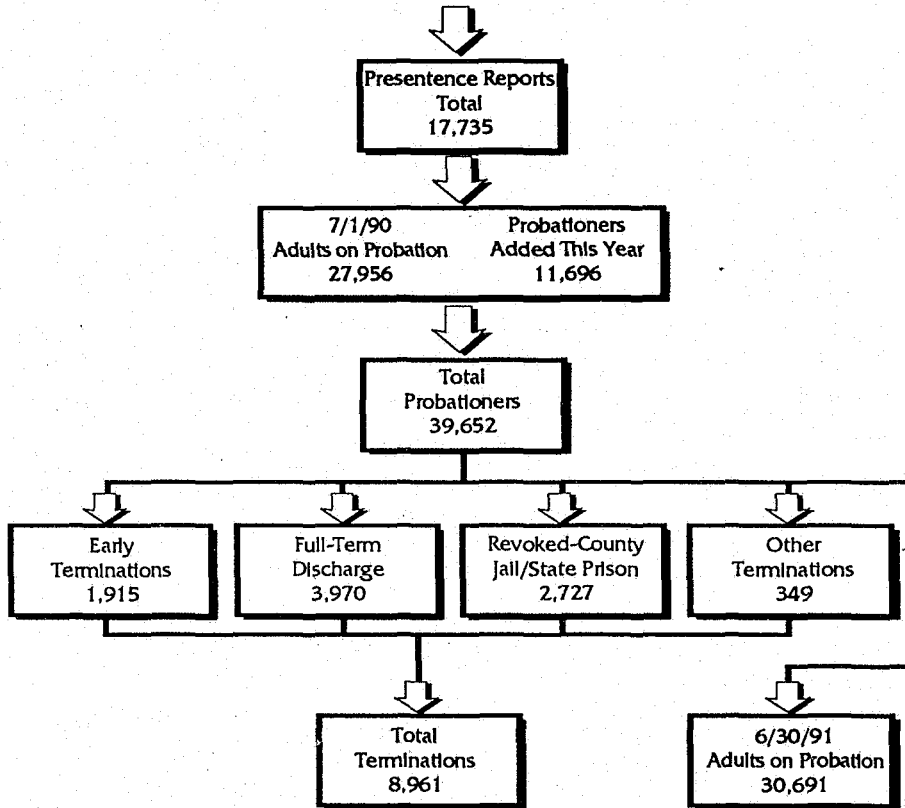 Presentence Reports
Total
17,735
7/1/90
Adults on Probation
27,956
Probationers
Added This Year
11,696
Total
Probationers
39,652
Early
Terminations
1,915
Full-Term
Discharge
3,970
Revoked-County
Jail/State Prison
2,727
Other
Terminations
349
Total
Terminations
8,961
6/30/91
Adults on Probation
30,691